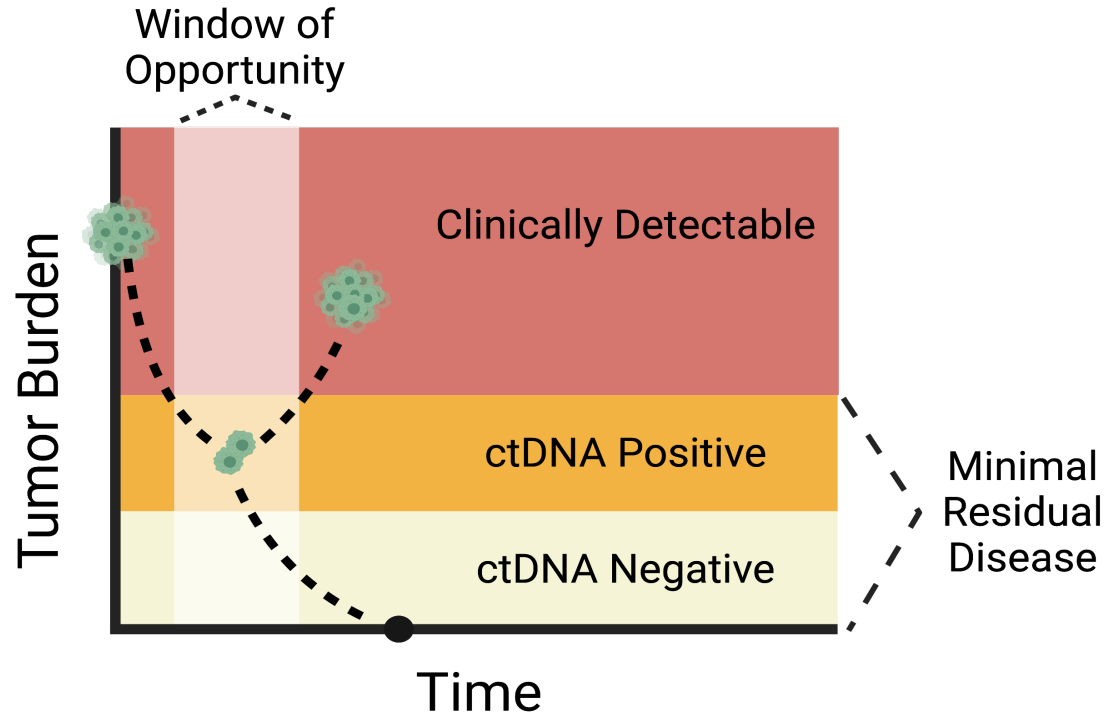 Window of
Opportunity
Clinically Detectable
Tumor Burden
ctDNA Positive
Minimal
Residual
Disease
ctDNA Negative
Time